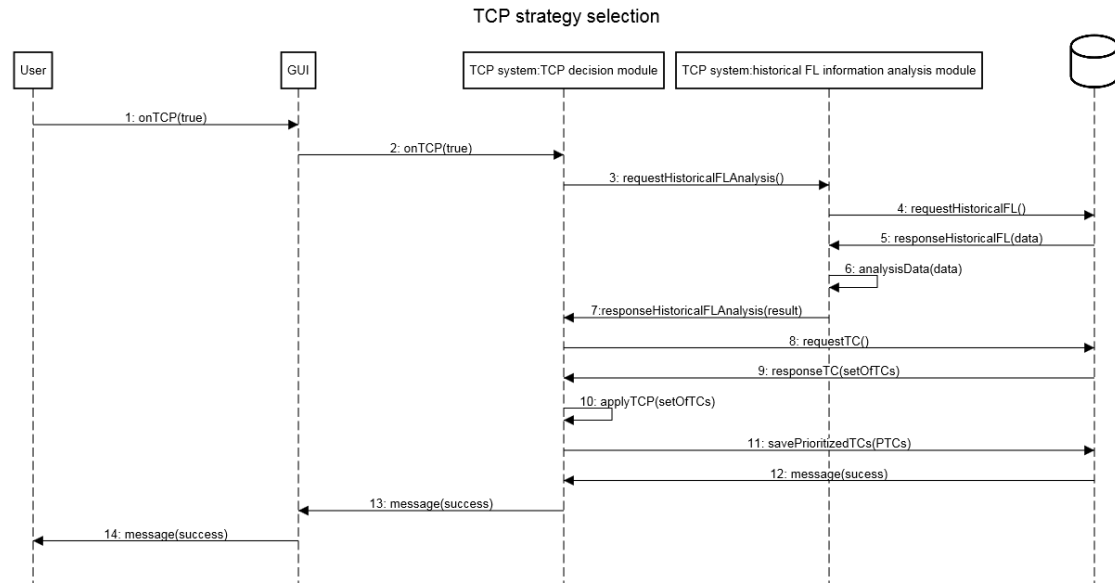 TCP strategy selection
User
GUI
TCP system:TCP decision module
TCP system:historical FL information analysis module
1: onTCP(true)
2: onTCP(true)
3: requestHistoricalFLAnalysis()
4: requestHistoricalFL()
5: responseHistoricalFL(data)
6: analysisData(data)
7:responseHistoricalFLAnalysis(result)
8: requestTC()
9: responseTC(setOfTCs)
10: applyTCP(setOfTCs)
11: savePrioritizedTCs(PTCs)
12: message(sucess)
13: message(success)
14: message(success)